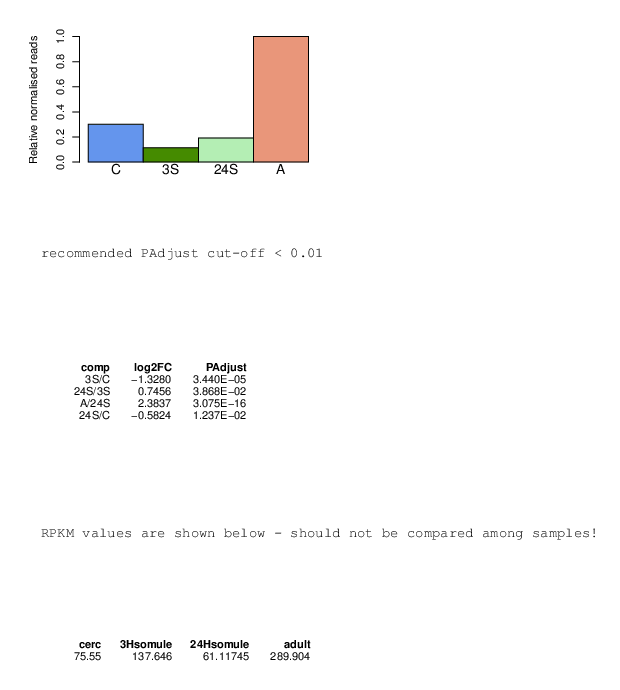 Relative normalised reads
1.0
0.8
0.6
0.4
0.2
0.0
C 3S 24S A
recommended PAdjust cut-off < 0.01
comp log2FC PAdjust
3S/C −1.3280 3.440E−05
24S/3S 0.7456 3.868E−02
A/24S 2.3837 3.075E−16
24S/C −0.5824 1.237E−02
RPKM values are shown below - should not be compared among samples!
cerc 3Hsomule 24Hsomule adult
75.55 137.646 61.11745 289.904